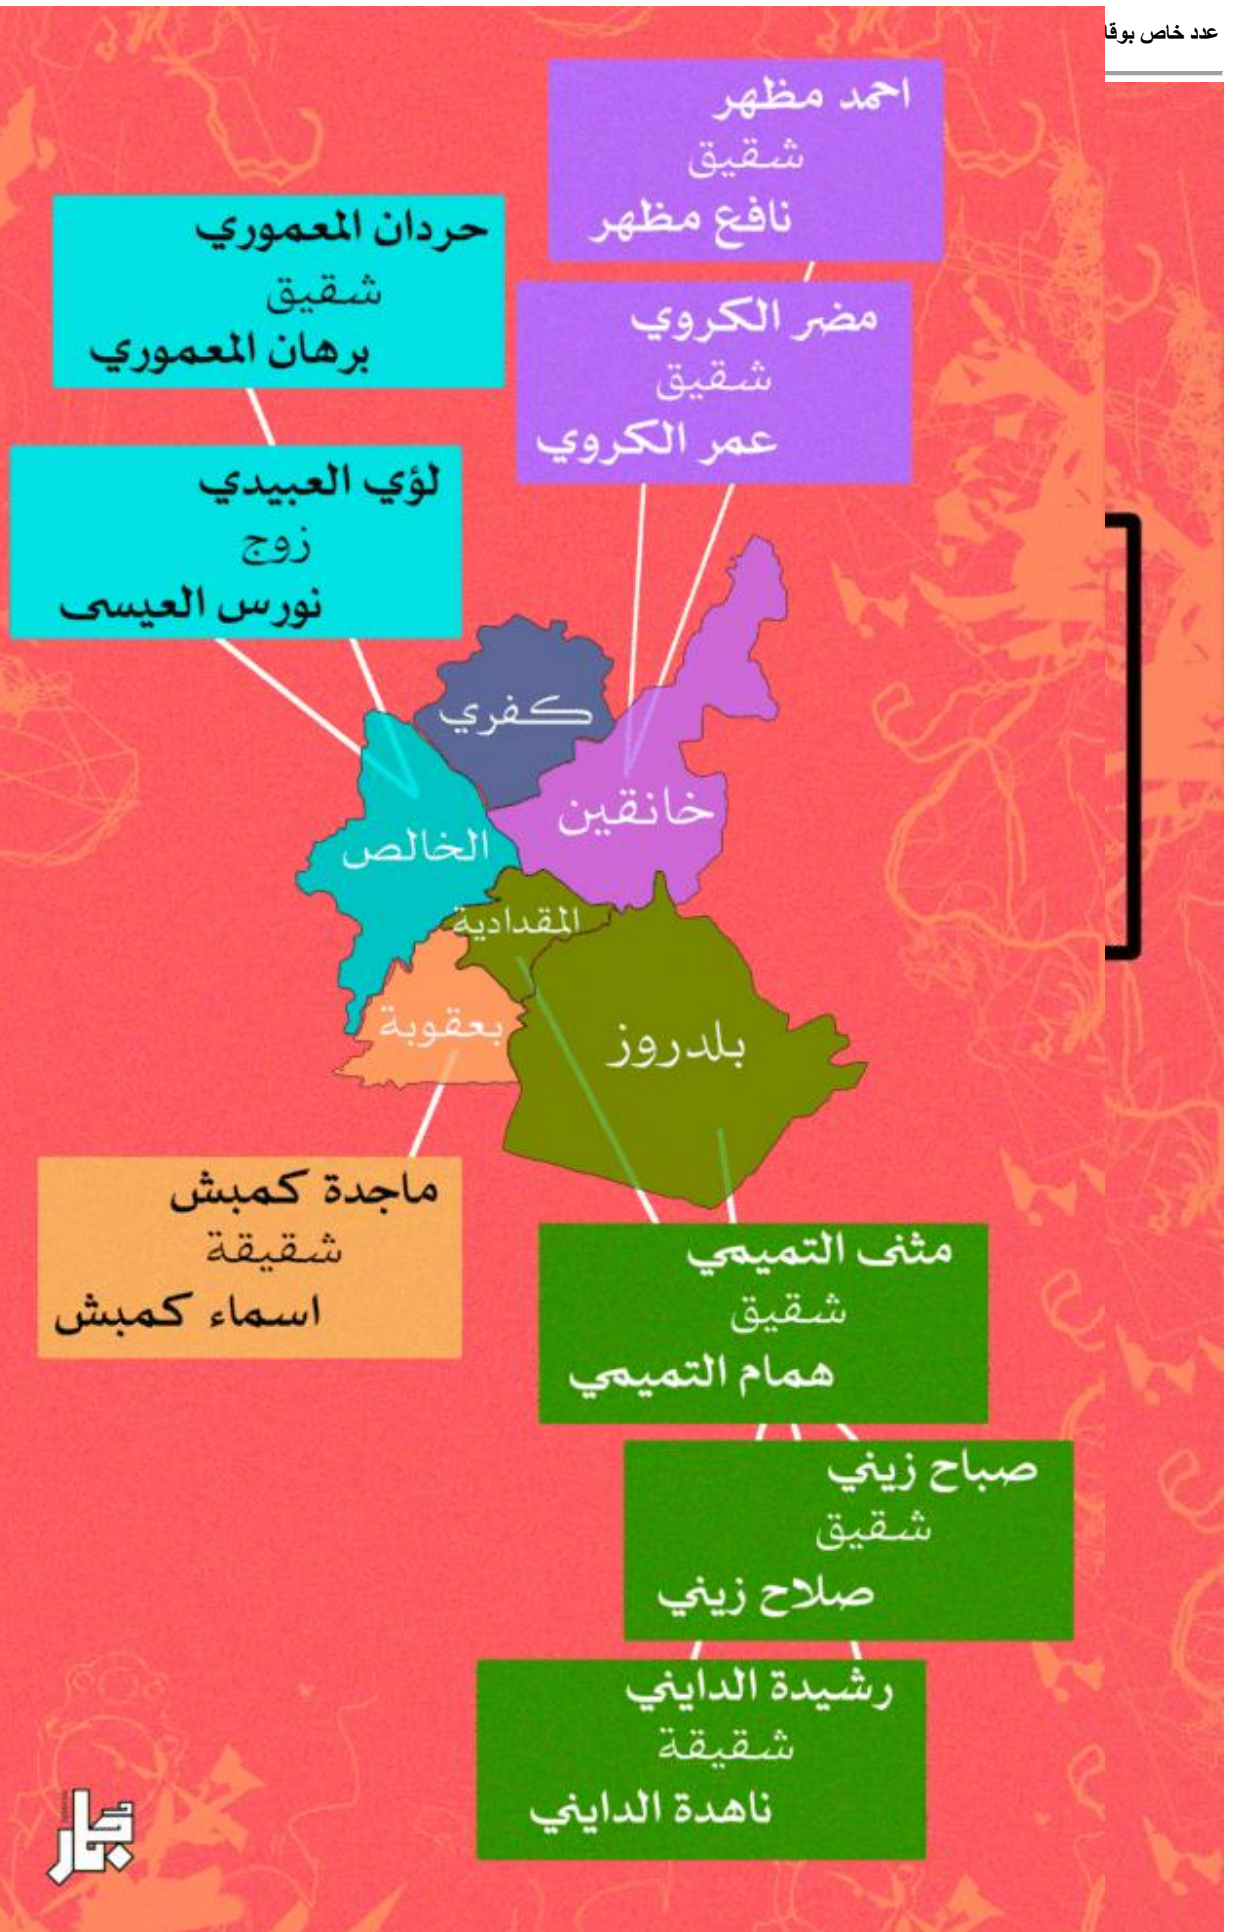 عدد خاص بوقا
احمد مظهر
شقيق
نافع مظهر
حردان المعموري
شقيق
برهان المعموري
مضر الكروي
شقيق
عمر الكروي
لؤي العبيدي
زوج
نورس العيسى
كفري
خانقين
الخالص
المقدادية
بعقوبة
بلدروز
ماجدة كمبش
شقيقة
اسماء كمبش
مثنى التميمي
شقيق
همام التميمي
صباح زيني
شقيق
صلاح زيني
رشيدة الدايني
شقيقة
ناهدة الدايني
جمار